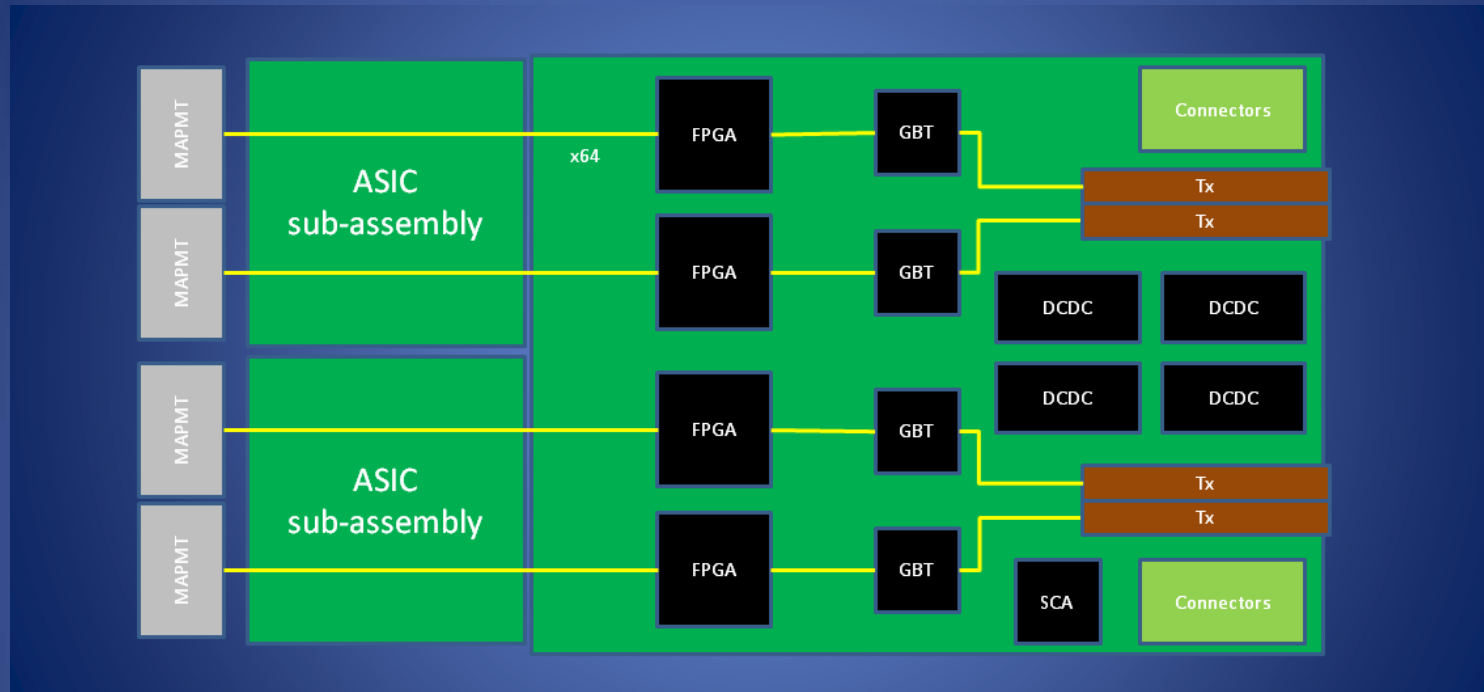 MAPMT
MAPMT
MAPMT
MAPMT
ASIC
sub-assembly
ASIC
sub-assembly
x64
FPGA
FPGA
FPGA
FPGA
GBT
GBT
GBT
GBT
Connectors
Tx
Tx
DCDC
DCDC
DCDC
DCDC
Tx
Tx
SCA
Connectors